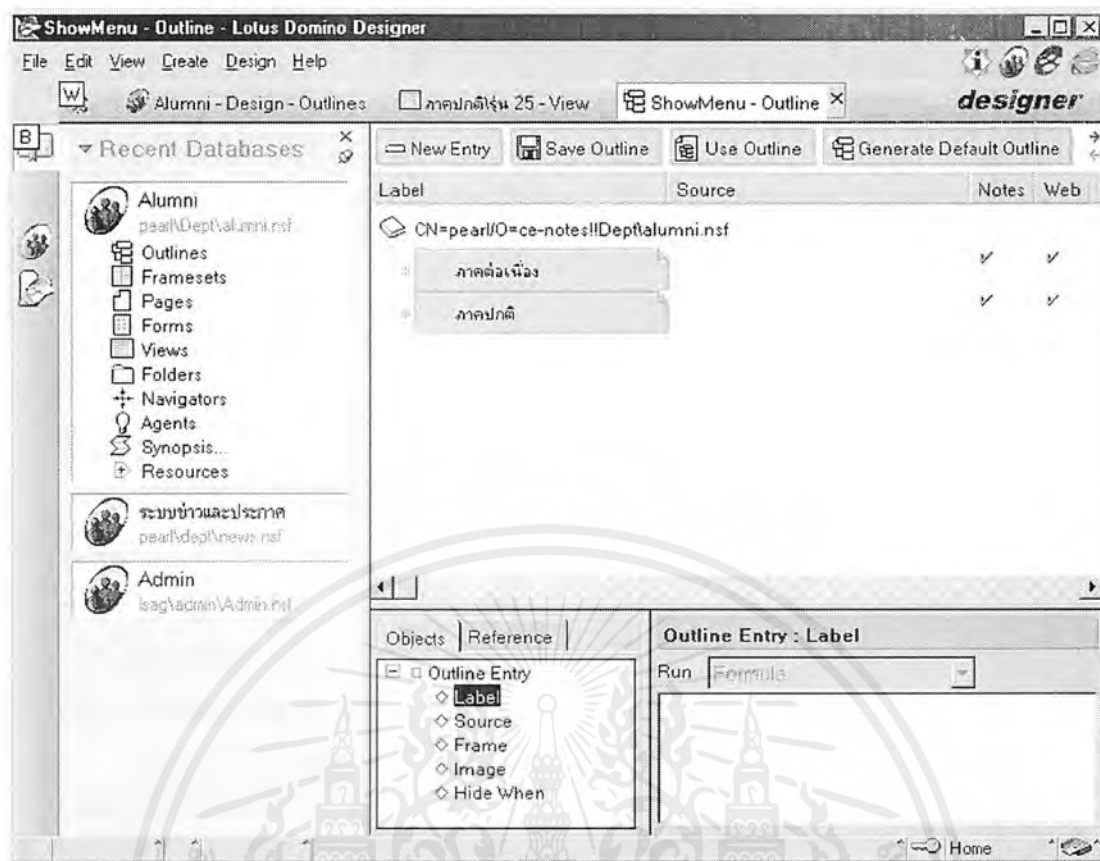 ShowMenu - Outline - Lotus Domino Designer
File Edit View Create Design Help
Alumni - Design - Outlines
ภาคปกติ\รุ่น 25 - View
ShowMenu - Outline
designer
Recent Databases
New Entry
Save Outline
Use Outline
Generate Default Outline
Alumni
pearl\Dept\alumni.nsf
Outlines
Framesets
Pages
Forms
Views
Folders
Navigators
Agents
Synopsis...
Resources
ระบบข่าวและประกาศ
pearl\dept\news.nsf
Admin
lsag\admin\Admin.nsf
Label Source Notes Web
CN=pearl/O=ce-notes!!Dept\alumni.nsf
ภาคต่อเนื่อง
ภาคปกติ
Objects Reference
Outline Entry
Label
Source
Frame
Image
Hide When
Outline Entry : Label
Run Formula
Home